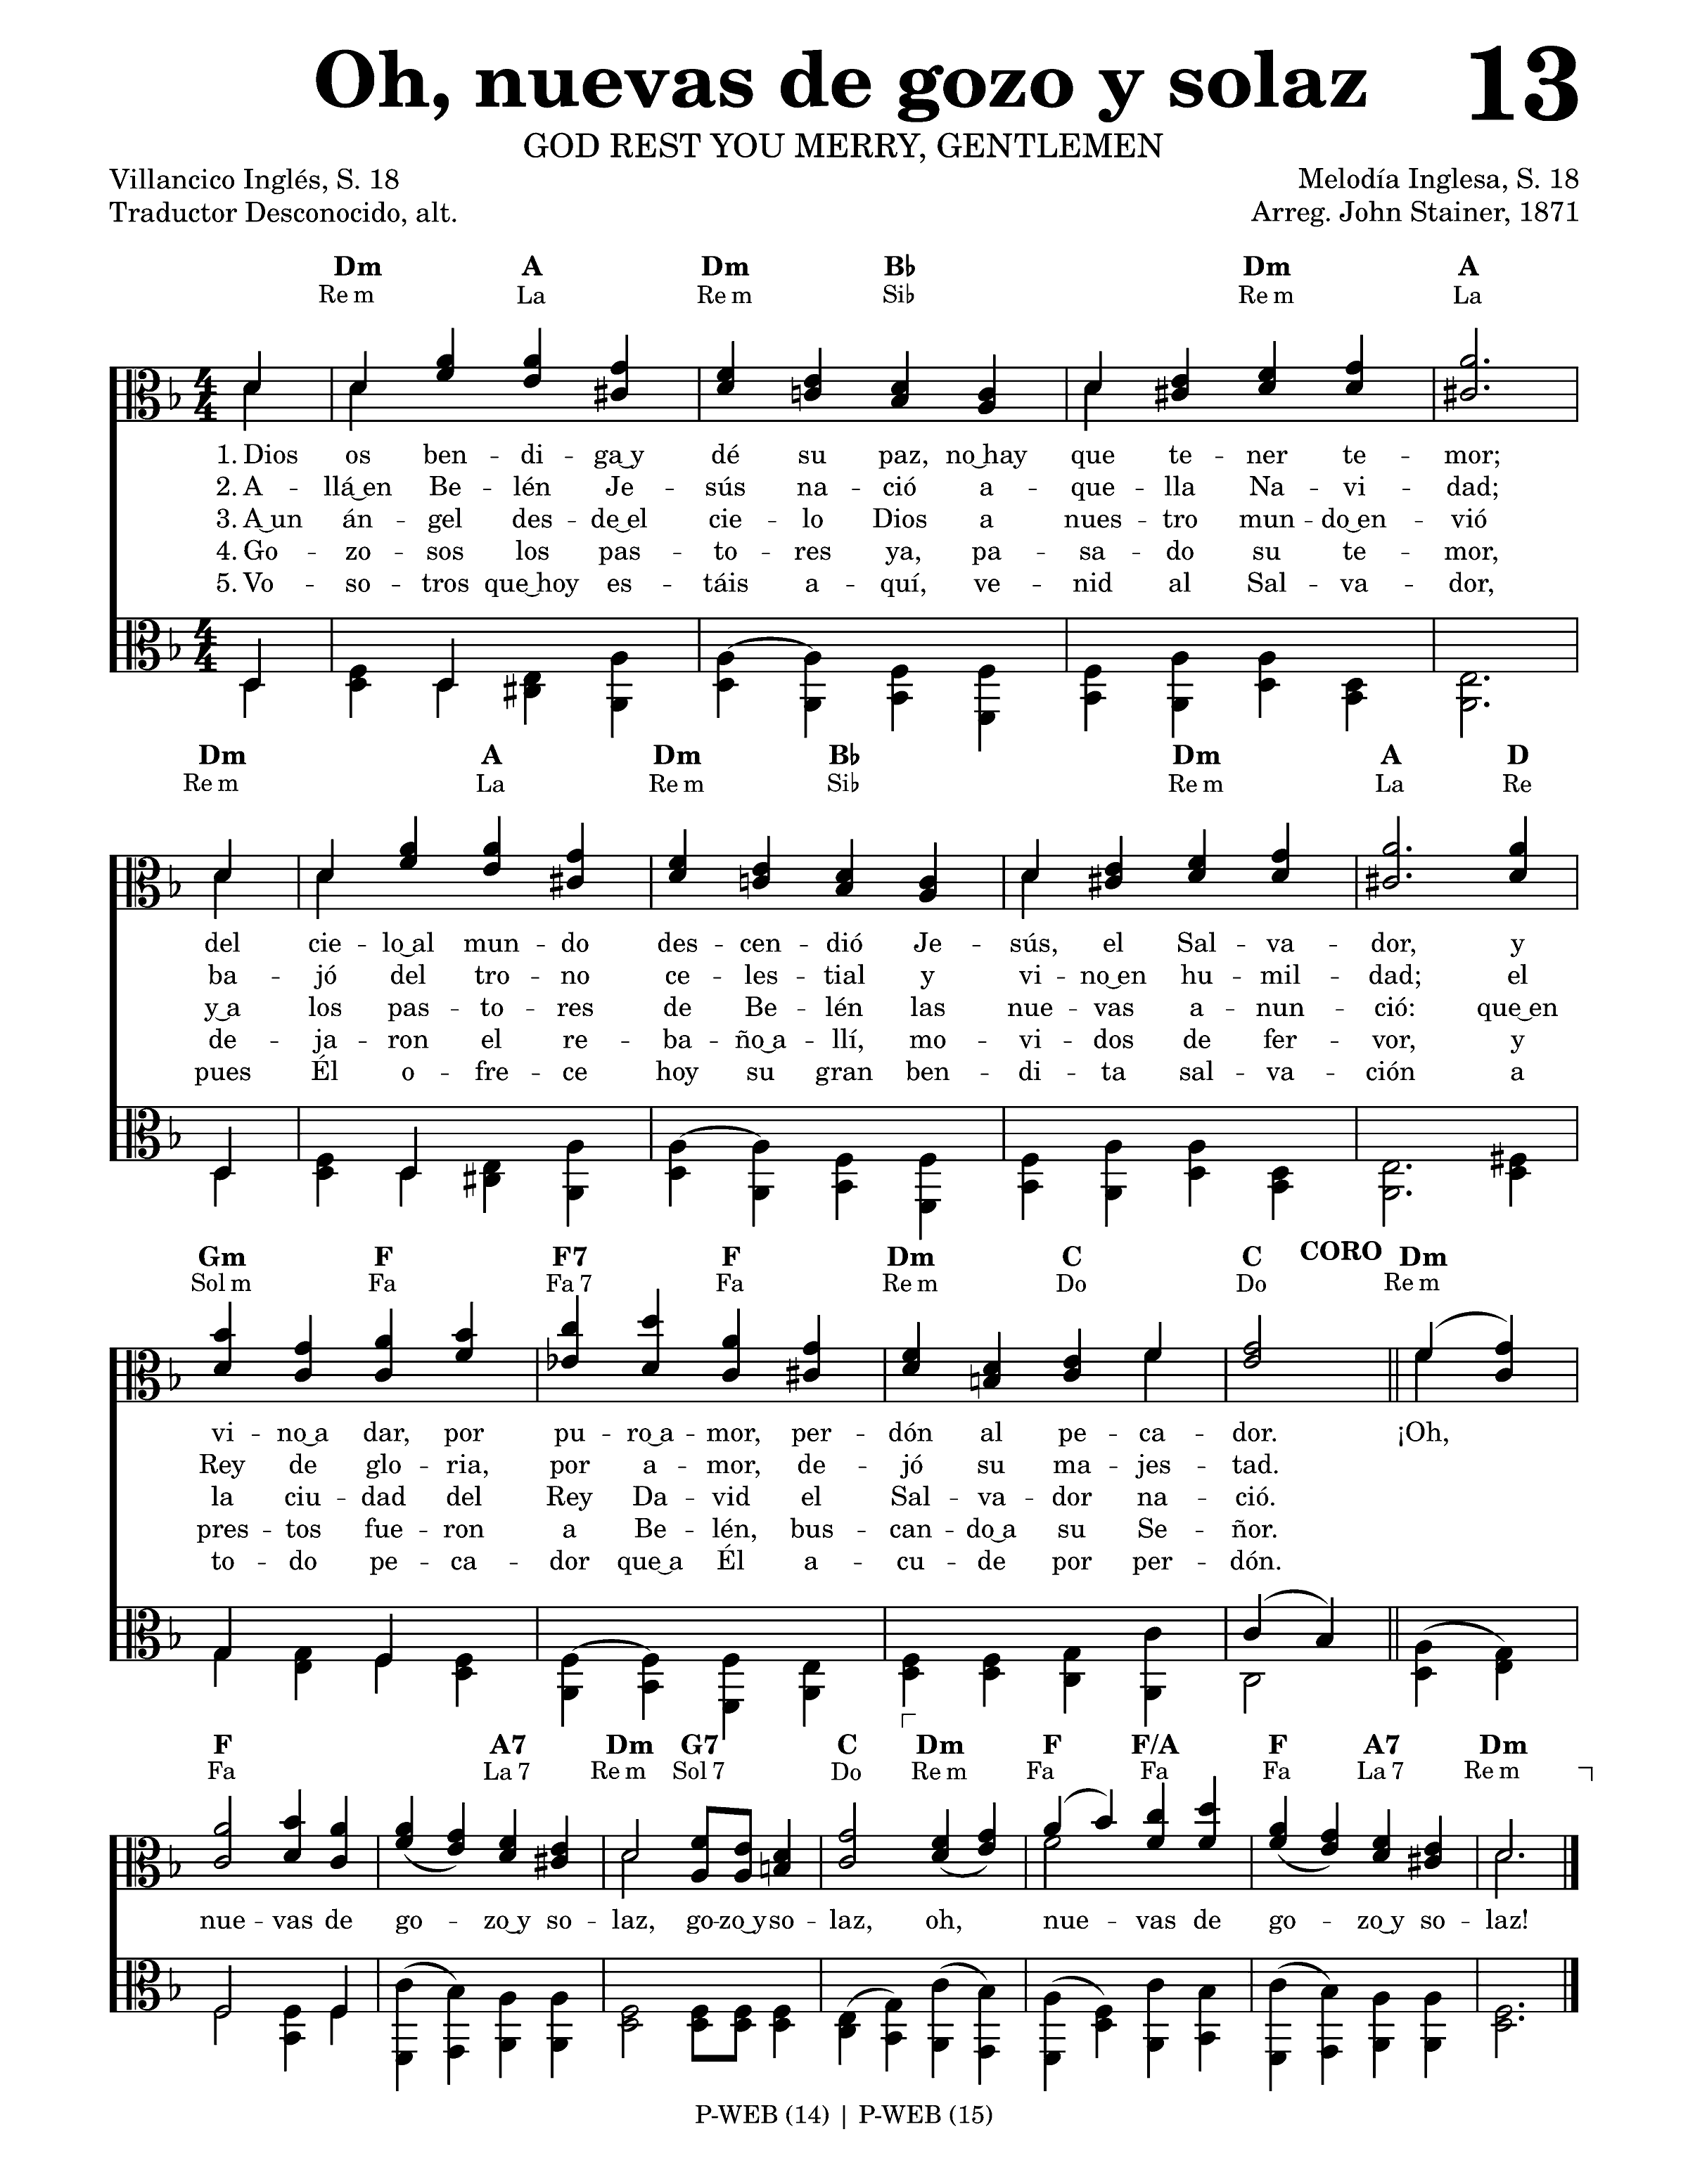 Oh, nuevas de gozo y solaz 13
GOD REST YOU MERRY, GENTLEMEN
Villancico Inglés, S. 18 Melodía Inglesa, S. 18
Traductor Desconocido, alt. Arreg. John Stainer, 1871
Dm A Dm B♭ Dm A
Re m La Re m Si♭ Re m La
1. Dios os ben - di - ga‿y dé su paz, no‿hay que te - ner te - mor;
2. A - llá‿en Be - lén Je - sús na - ció a - que - lla Na - vi - dad;
3. A‿un án - gel des - de‿el cie - lo Dios a nues - tro mun - do‿en - vió
4. Go - zo - sos los pas - to - res ya, pa - sa - do su te - mor,
5. Vo - so - tros que‿hoy es - táis a - quí, ve - nid al Sal - va - dor,
Dm A Dm B♭ Dm A D
Re m La Re m Si♭ Re m La Re
del cie - lo‿al mun - do des - cen - dió Je - sús, el Sal - va - dor, y
ba - jó del tro - no ce - les - tial y vi - no‿en hu - mil - dad; el
y‿a los pas - to - res de Be - lén las nue - vas a - nun - ció: que‿en
de - ja - ron el re - ba - ño‿a - llí, mo - vi - dos de fer - vor, y
pues Él o - fre - ce hoy su gran ben - di - ta sal - va - ción a
Gm F F7 F Dm C C CORO Dm
Sol m Fa Fa 7 Fa Re m Do Do Re m
vi - no‿a dar, por pu - ro‿a - mor, per - dón al pe - ca - dor. ¡Oh,
Rey de glo - ria, por a - mor, de - jó su ma - jes - tad.
la ciu - dad del Rey Da - vid el Sal - va - dor na - ció.
pres - tos fue - ron a Be - lén, bus - can - do‿a su Se - ñor.
to - do pe - ca - dor que‿a Él a - cu - de por per - dón.
F A7 Dm G7 C Dm F F/A F A7 Dm
Fa La 7 Re m Sol 7 Do Re m Fa Fa Fa La 7 Re m
nue - vas de go - zo‿y so - laz, go - zo‿y so - laz, oh, nue - vas de go - zo‿y so - laz!
P-WEB (14) | P-WEB (15)